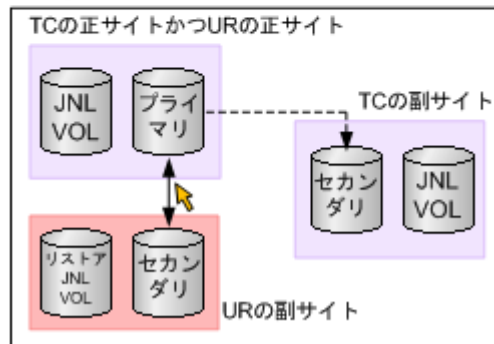 TCの正サイトかつURの正サイト
JNL
VOL
プライ
マリ
TCの副サイト
セカン
ダリ
JNL
VOL
リストア
JNL
VOL
セカン
ダリ
URの副サイト